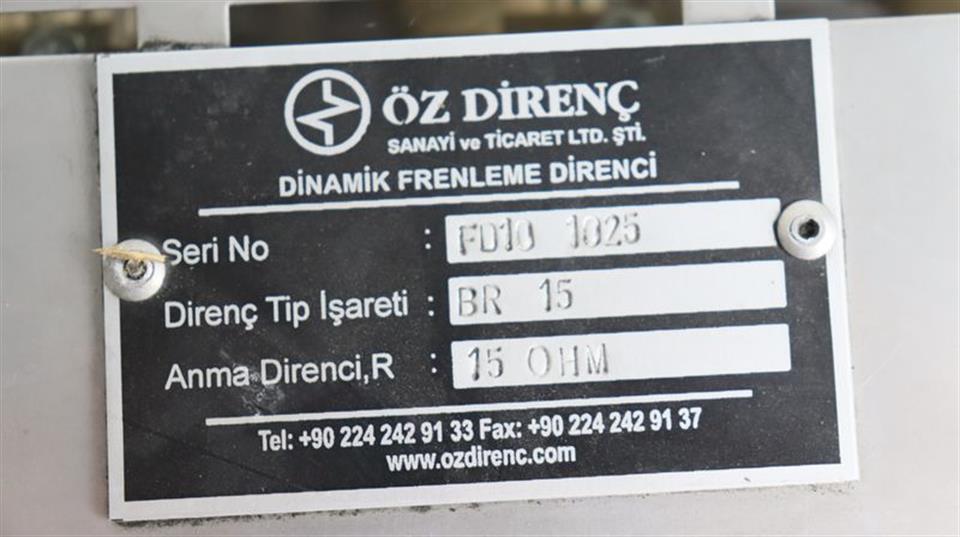 ÖZ DİRENÇ
SANAYİ ve TİCARET LTD. ŞTİ.
DİNAMİK FRENLEME DİRENCİ
Seri No : FD10 1025
Direnç Tip İşareti : BR 15
Anma Direnci,R : 15 OHM
Tel: +90 224 242 91 33 Fax: +90 224 242 91 37
www.ozdirenc.com